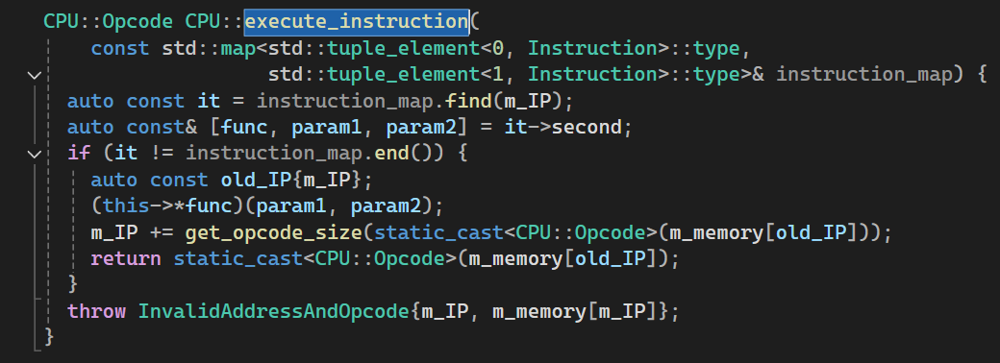 CPU::Opcode CPU::execute_instruction(
    const std::map<std::tuple_element<0, Instruction>::type,
                   std::tuple_element<1, Instruction>::type>& instruction_map) {
  auto const it = instruction_map.find(m_IP);
  auto const& [func, param1, param2] = it->second;
  if (it != instruction_map.end()) {
    auto const old_IP{m_IP};
    (this->*func)(param1, param2);
    m_IP += get_opcode_size(static_cast<CPU::Opcode>(m_memory[old_IP]));
    return static_cast<CPU::Opcode>(m_memory[old_IP]);
  }
  throw InvalidAddressAndOpcode{m_IP, m_memory[m_IP]};
}